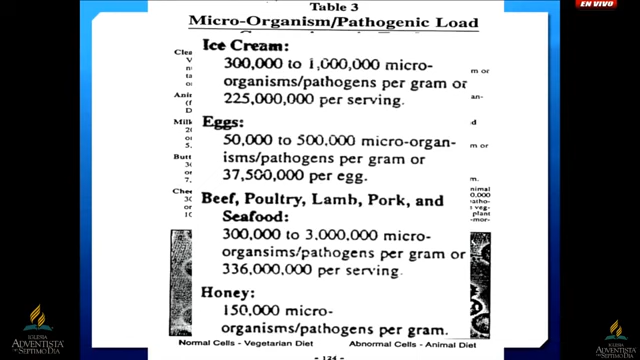 EN VIVO
Table 3
Micro-Organism/Pathogenic Load
Ice Cream:
300,000 to 1,000,000 micro-
organisms/pathogens per gram or
225,000,000 per serving.
Eggs:
50,000 to 500,000 micro-organ-
isms/pathogens per gram or
37,500,000 per egg.
Beef, Poultry, Lamb, Pork, and
Seafood:
300,000 to 3,000,000 micro-
organsims/pathogens per gram or
336,000,000 per serving.
Honey:
150,000 micro-
organisms/pathogens per gram.
Normal Cells - Vegetarian Diet Abnormal Cells - Animal Diet
- 124 -
IGLESIA
ADVENTISTA
DEL
SEPTIMO DIA
IGLESIA
ADVENTISTA
DEL
SEPTIMO DIA